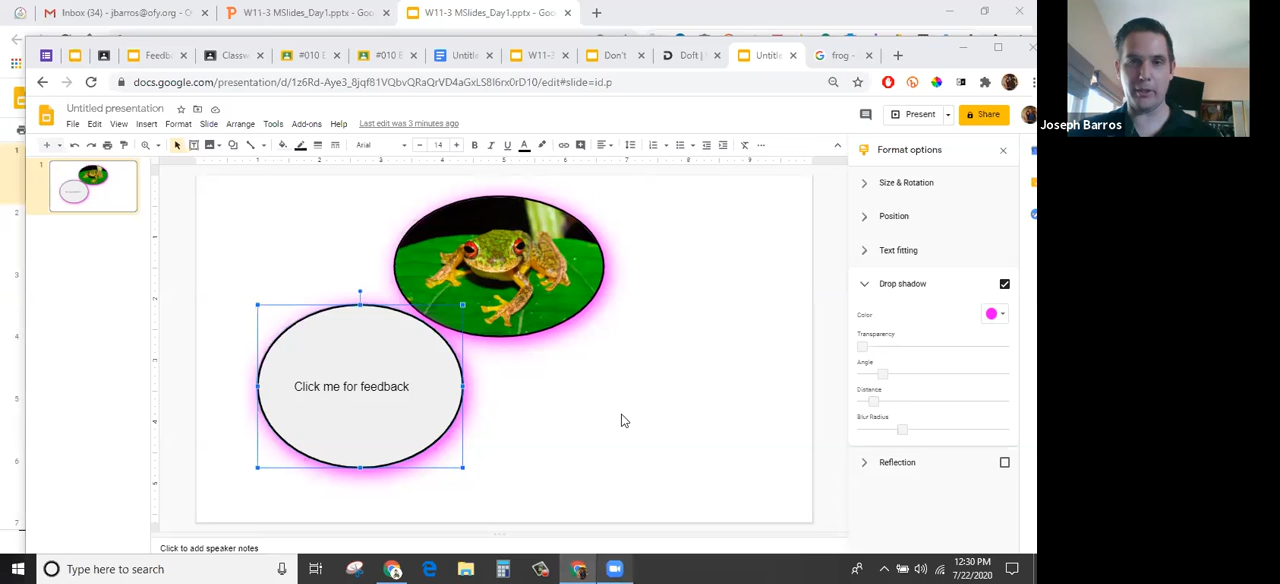 Inbox (34) - jbarros@ofy.org - C
W11-3 MSlides_Day1.pptx - Goo
W11-3 MSlides_Day1.pptx - Goo
Feedb
Classw
#010 E
#010 E
Untitle
W11-3
Don't
Doft |
Untitle
frog -
docs.google.com/presentation/d/1z6Rd-Aye3_8jgf81VQbvQRaQrVD4aGxLS8I6rx0rD10/edit#slide=id.p
Untitled presentation
File Edit View Insert Format Slide Arrange Tools Add-ons Help Last edit was 3 minutes ago
Present
Share
Joseph Barros
Arial
14
B I U A
Format options
Size & Rotation
Position
Text fitting
Drop shadow
Color
Transparency
Angle
Distance
Blur Radius
Reflection
Click me for feedback
Click to add speaker notes
Type here to search
12:30 PM
7/22/2020